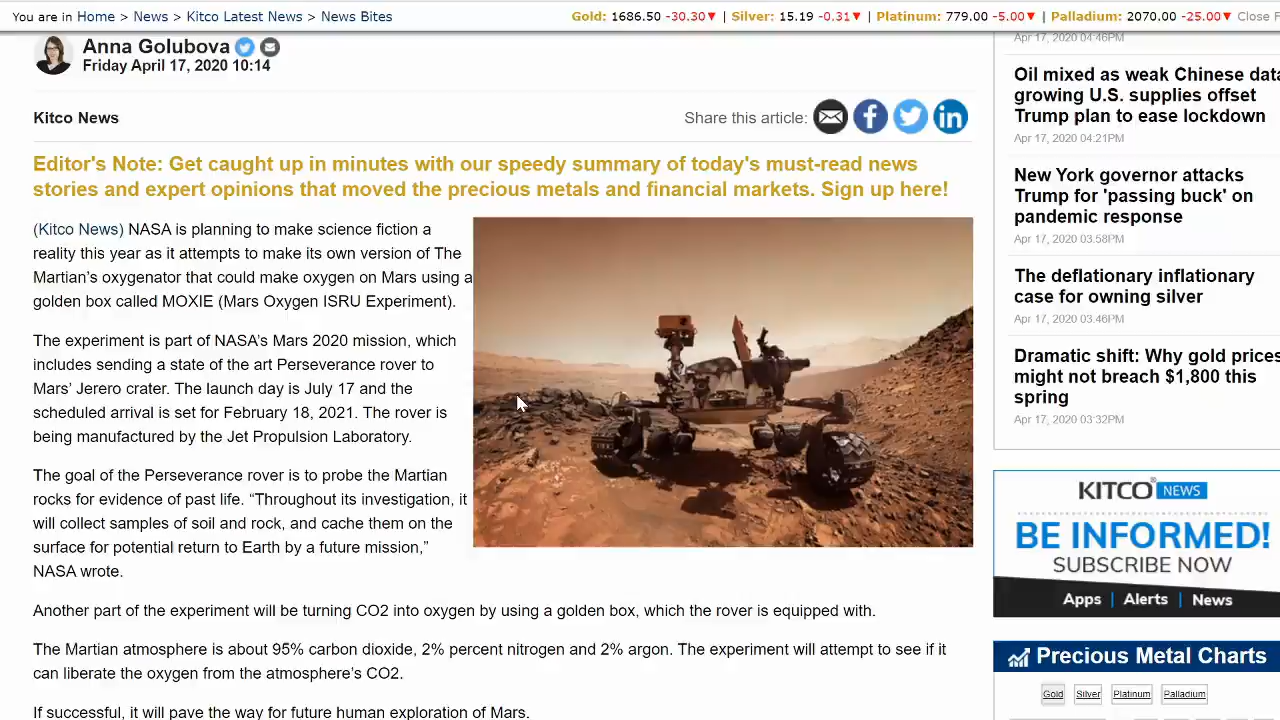 You are in: Home > News > Kitco Latest News > News Bites
Gold: 1686.50 -30.30▼ | Silver: 15.19 -0.31▼ | Platinum: 779.00 -5.00▼ | Palladium: 2070.00 -25.00▼ Close
Anna Golubova
Friday April 17, 2020 10:14
Kitco News
Share this article:
Editor's Note: Get caught up in minutes with our speedy summary of today's must-read news
stories and expert opinions that moved the precious metals and financial markets. Sign up here!
(Kitco News) NASA is planning to make science fiction a
reality this year as it attempts to make its own version of The
Martian's oxygenator that could make oxygen on Mars using a
golden box called MOXIE (Mars Oxygen ISRU Experiment).
The experiment is part of NASA's Mars 2020 mission, which
includes sending a state of the art Perseverance rover to
Mars' Jerero crater. The launch day is July 17 and the
scheduled arrival is set for February 18, 2021. The rover is
being manufactured by the Jet Propulsion Laboratory.
The goal of the Perseverance rover is to probe the Martian
rocks for evidence of past life. “Throughout its investigation, it
will collect samples of soil and rock, and cache them on the
surface for potential return to Earth by a future mission,”
NASA wrote.
Another part of the experiment will be turning CO2 into oxygen by using a golden box, which the rover is equipped with.
The Martian atmosphere is about 95% carbon dioxide, 2% percent nitrogen and 2% argon. The experiment will attempt to see if it
can liberate the oxygen from the atmosphere's CO2.
If successful, it will pave the way for future human exploration of Mars.
Apr 17, 2020 04:46PM
Oil mixed as weak Chinese data
growing U.S. supplies offset
Trump plan to ease lockdown
Apr 17, 2020 04:21PM
New York governor attacks
Trump for 'passing buck' on
pandemic response
Apr 17, 2020 03:58PM
The deflationary inflationary
case for owning silver
Apr 17, 2020 03:46PM
Dramatic shift: Why gold prices
might not breach $1,800 this
spring
Apr 17, 2020 03:32PM
KITCO NEWS
BE INFORMED!
SUBSCRIBE NOW
Apps | Alerts | News
Precious Metal Charts
Gold Silver Platinum Palladium